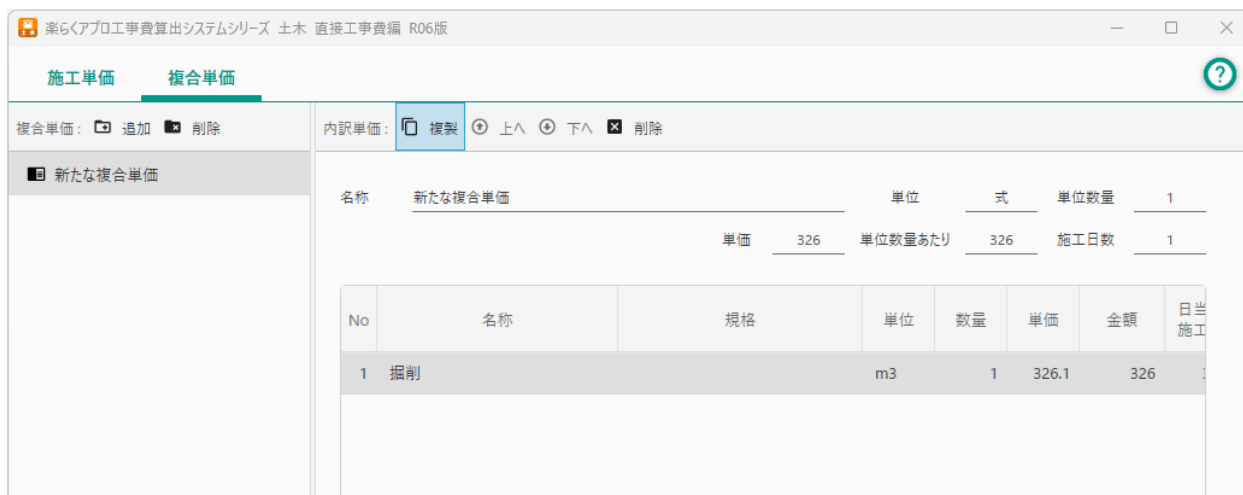 楽らくアプロ工事費算出システムシリーズ 土木 直接工事費編 R06版
施工単価 複合単価
複合単価: 追加 削除
内訳単価: 複製 上へ 下へ 削除
新たな複合単価
名称 新たな複合単価 単位 式 単位数量 1
単価 326 単位数量あたり 326 施工日数 1
No 名称 規格 単位 数量 単価 金額 日当
施工
1 掘削 m3 1 326.1 326